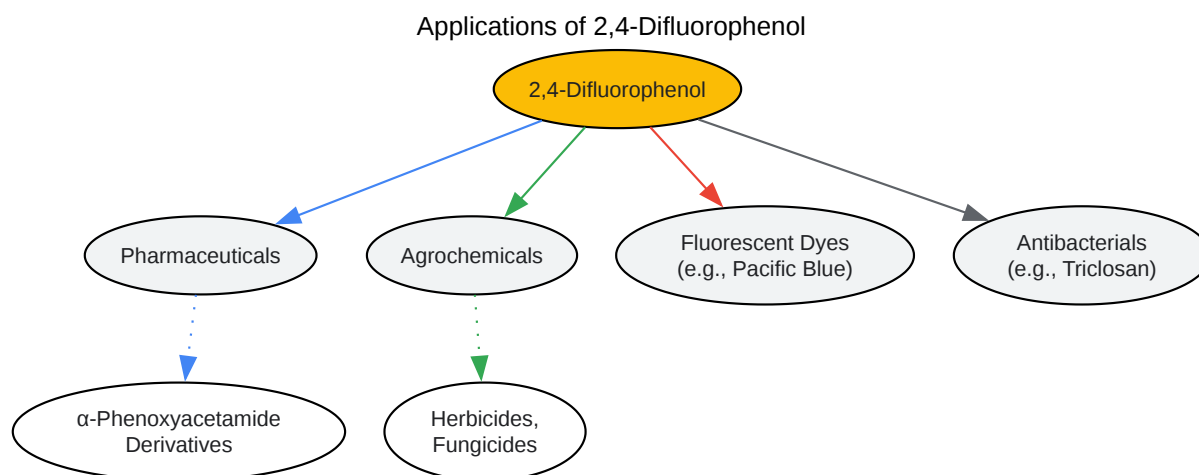 Applications of 2,4-Difluorophenol
2,4-Difluorophenol
Pharmaceuticals
Agrochemicals
Fluorescent Dyes
(e.g., Pacific Blue)
Antibacterials
(e.g., Triclosan)
α-Phenoxyacetamide
Derivatives
Herbicides,
Fungicides